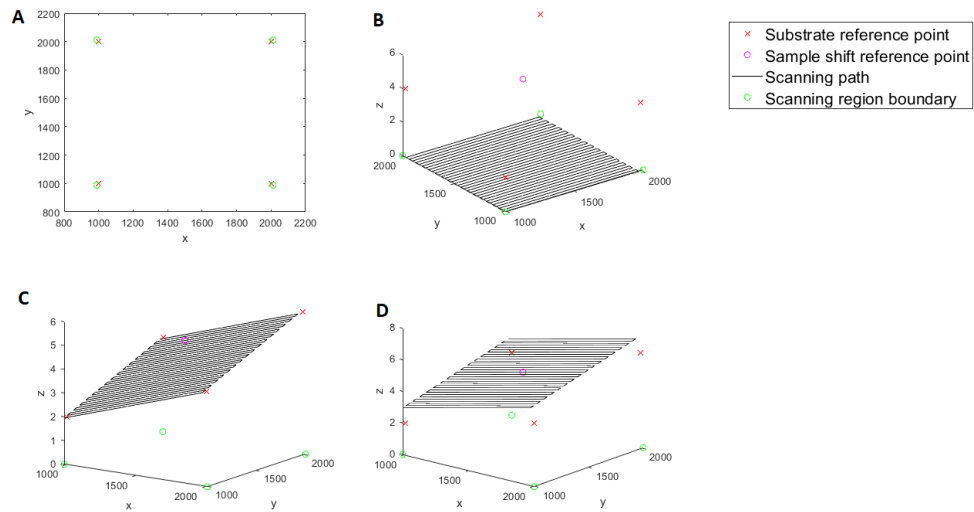 A
2200
2000
1800
1600
1400
1200
1000
800
y
800 1000 1200 1400 1600 1800 2000 2200
x
B
6
4
2
0
z
2000
1500
1000
y
1000
1500
2000
x
Substrate reference point
Sample shift reference point
Scanning path
Scanning region boundary
C
6
5
4
3
2
1
0
z
1000
1500
2000
x
1000
1500
2000
y
D
8
6
4
2
0
z
1000
1500
2000
x
1000
1500
2000
y